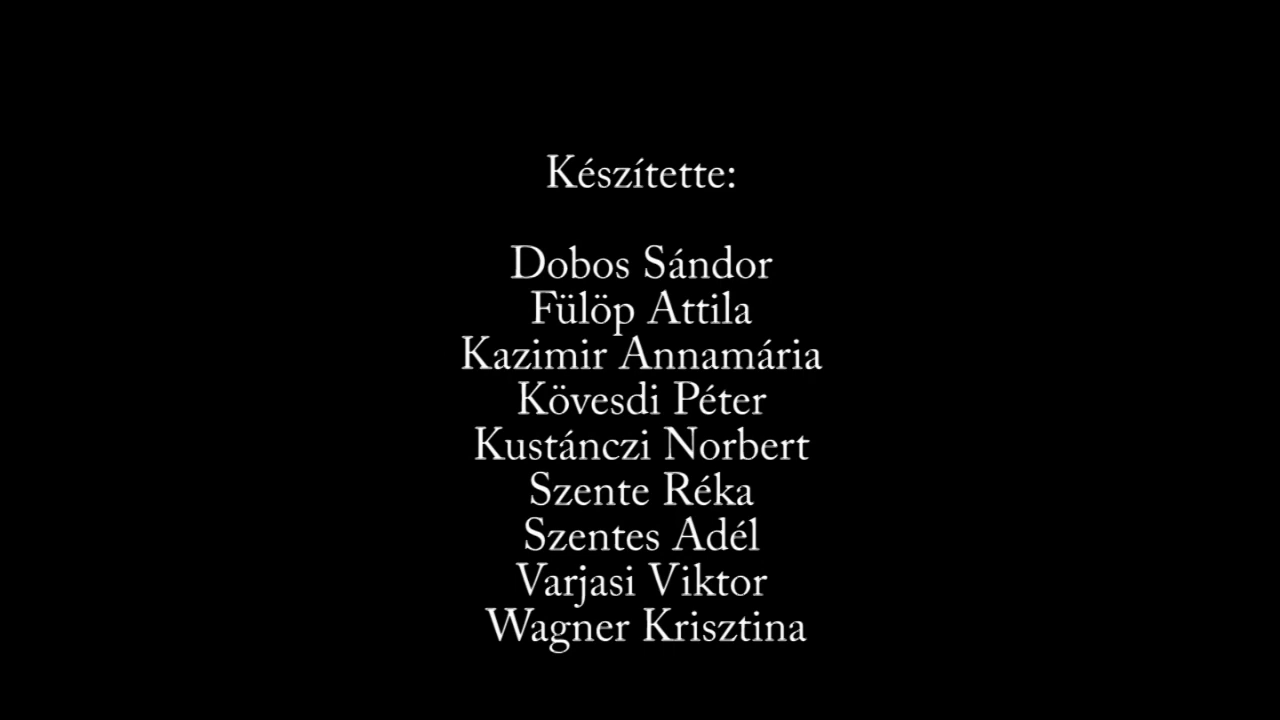 Készítette:
Dobos Sándor
Fülöp Attila
Kazimir Annamária
Kövesdi Péter
Kustánczi Norbert
Szente Réka
Szentes Adél
Varjasi Viktor
Wagner Krisztina